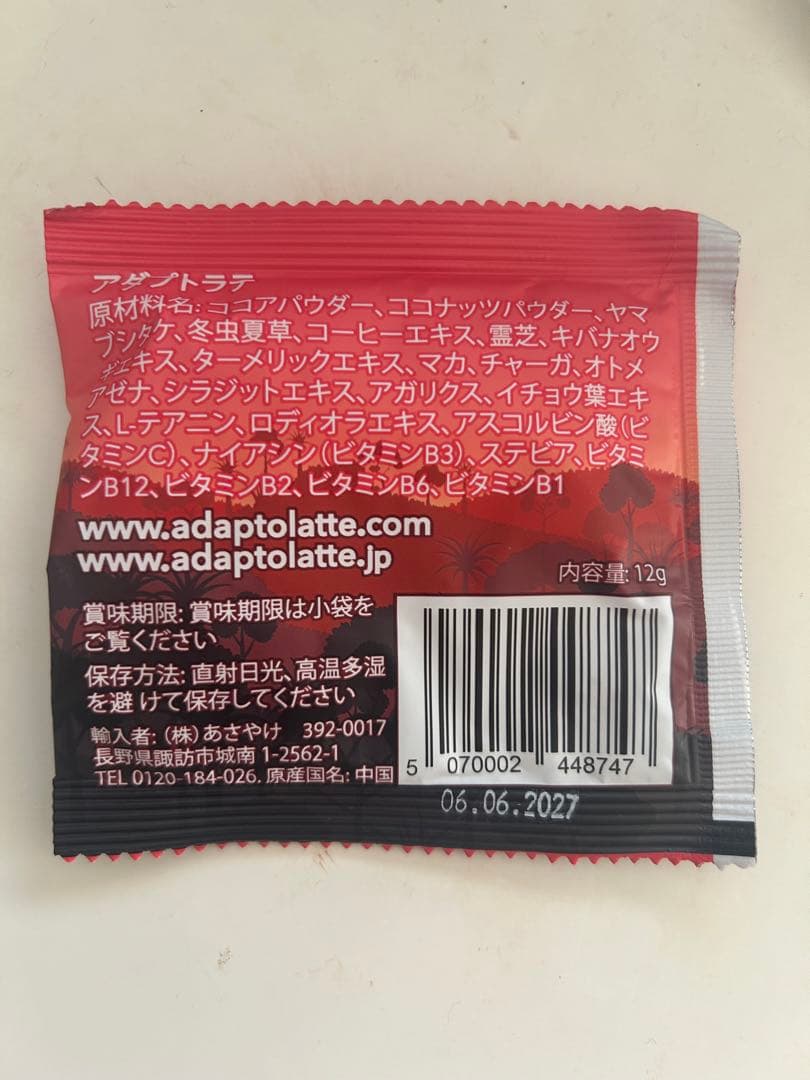 アダプトラテ
原材料名: ココアパウダー、ココナッツパウダー、ヤマ
ブシタケ、冬虫夏草、コーヒーエキス、霊芝、キバナオウ
ギエキス、ターメリックエキス、マカ、チャーガ、オトメ
アゼナ、シラジットエキス、アガリクス、イチョウ葉エキ
ス、L-テアニン、ロディオラエキス、アスコルビン酸（ビ
タミンC）、ナイアシン（ビタミンB3）、ステビア、ビタミ
ンB12、ビタミンB2、ビタミンB6、ビタミンB1
www.adaptolatte.com
www.adaptolatte.jp
内容量: 12g
賞味期限: 賞味期限は小袋を
ご覧ください
保存方法: 直射日光、高温多湿
を避 けて保存してください
輸入者: （株）あさやけ 392-0017
長野県諏訪市城南 1-2562-1
TEL 0120-184-026. 原産国名: 中国
5 070002 448747
06.06.2027